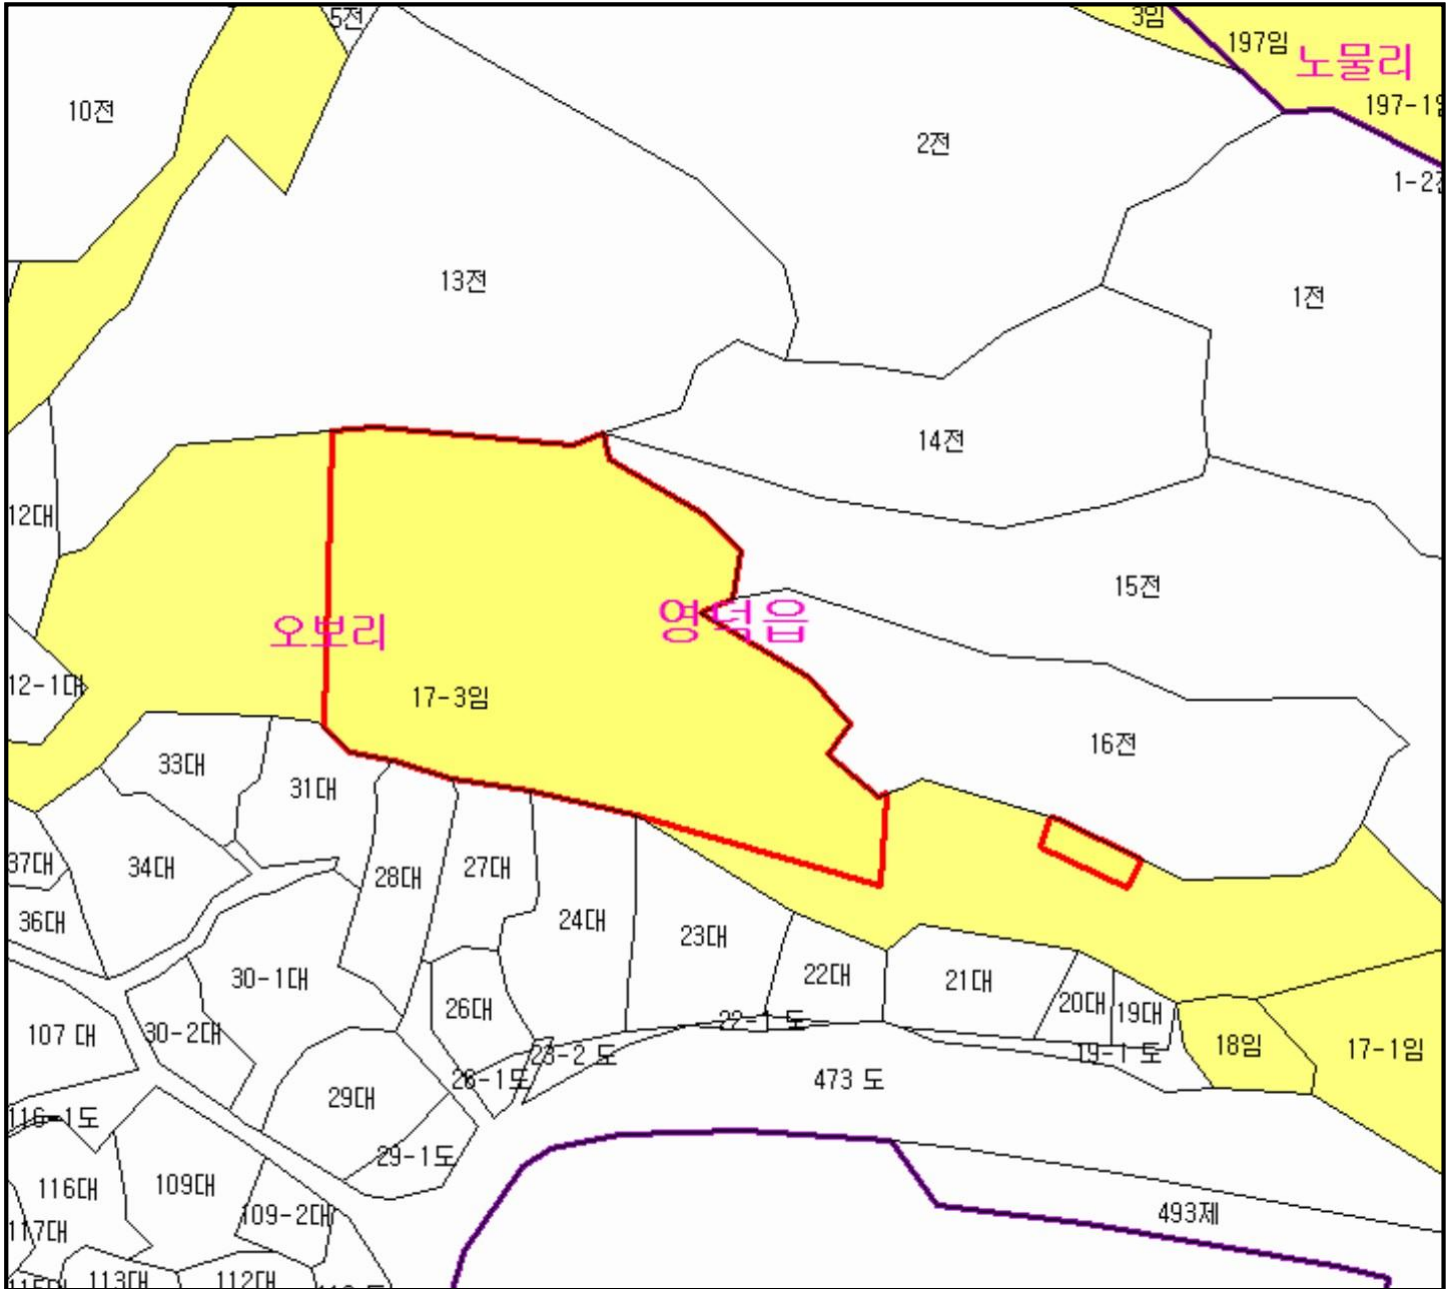 5전
3임
197임
노물리
10전
197-1임
2전
1-2전
13전
1전
14전
12대
15전
오보리
영덕읍
12-1대
17-3임
16전
33대
31대
37대
34대
28대
27대
36대
24대
23대
30-1대
22대
21대
26대
20대
19대
107 대
30-2대
22-1 도
23-2 도
19-1 도
18임
17-1임
26-1도
473 도
29대
116-1도
29-1도
116대
109대
109-2대
493제
117대
113대
112대